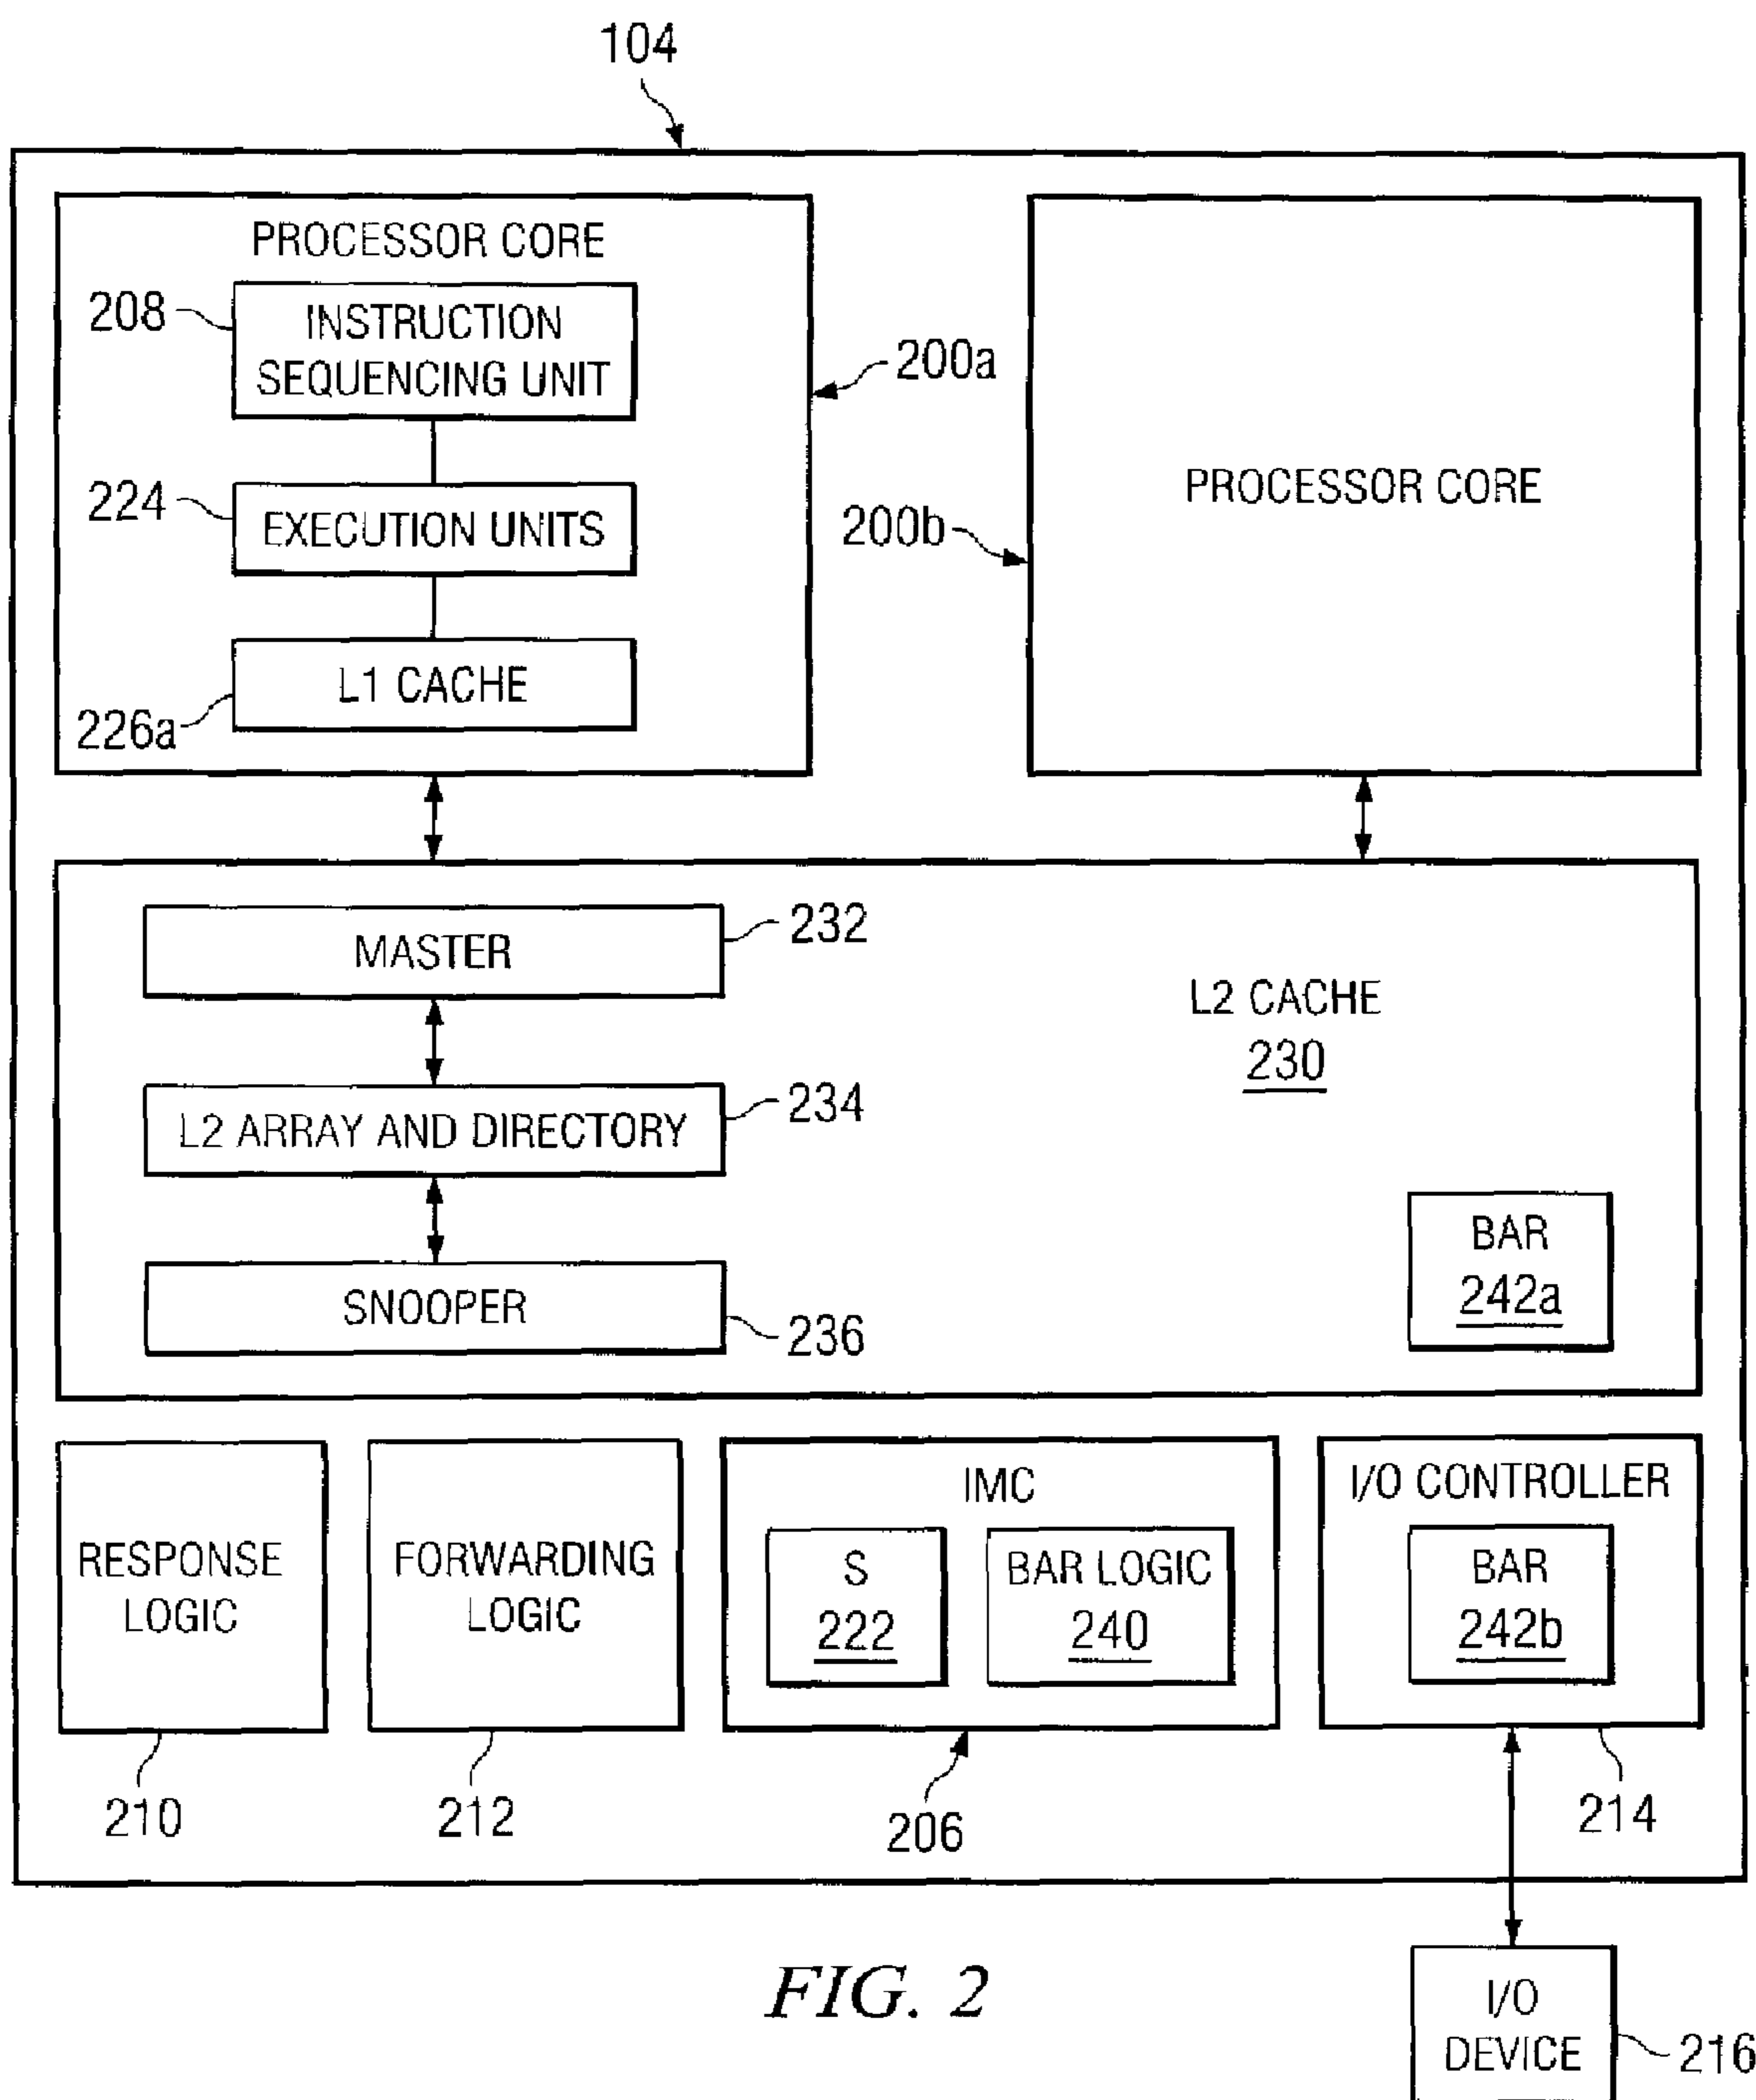 104
PROCESSOR CORE
208
INSTRUCTION
SEQUENCING UNIT
200a
224
EXECUTION UNITS
200b
PROCESSOR CORE
L1 CACHE
226a
MASTER
232
L2 CACHE
230
L2 ARRAY AND DIRECTORY
234
BAR
242a
SNOOPER
236
RESPONSE
LOGIC
FORWARDING
LOGIC
IMC
S
222
BAR LOGIC
240
I/O CONTROLLER
BAR
242b
210
212
206
214
FIG. 2
I/O
DEVICE
216